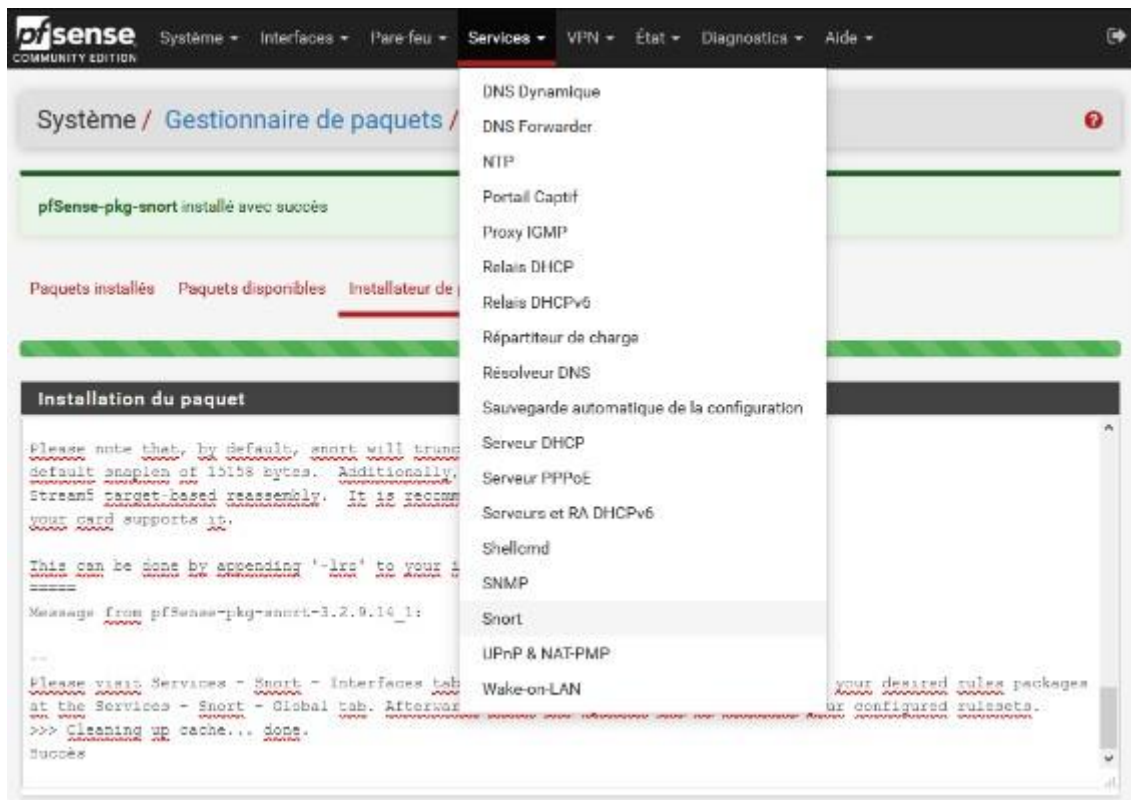 pfsense
COMMUNITY EDITION
Système Interfaces Pare-feu Services VPN État Diagnostics Aide
Système / Gestionnaire de paquets /
pfSense-pkg-snort installé avec succès
Paquets installés Paquets disponibles Installateur de
DNS Dynamique
DNS Forwarder
NTP
Portail Captif
Proxy IGMP
Relais DHCP
Relais DHCPv6
Répartiteur de charge
Résolveur DNS
Sauvegarde automatique de la configuration
Serveur DHCP
Serveur PPPoE
Serveurs et RA DHCPv6
Shellcmd
SNMP
Snort
UPnP & NAT-PMP
Wake-on-LAN
Installation du paquet
Please note that, by default, snort will trunc
default snaplen of 15158 bytes. Additionally,
Stream5 target-based reassembly. It is recomm
your card supports it.
This can be done by appending '-lro' to your i
=====
Message from pfSense-pkg-snort-3.2.9.14_1:
--
Please visit Services - Snort - Interfaces tab your desired rules packages
at the Services - Snort - Global tab. Afterwar ur configured rulesets.
>>> Cleaning up cache... done.
Succès